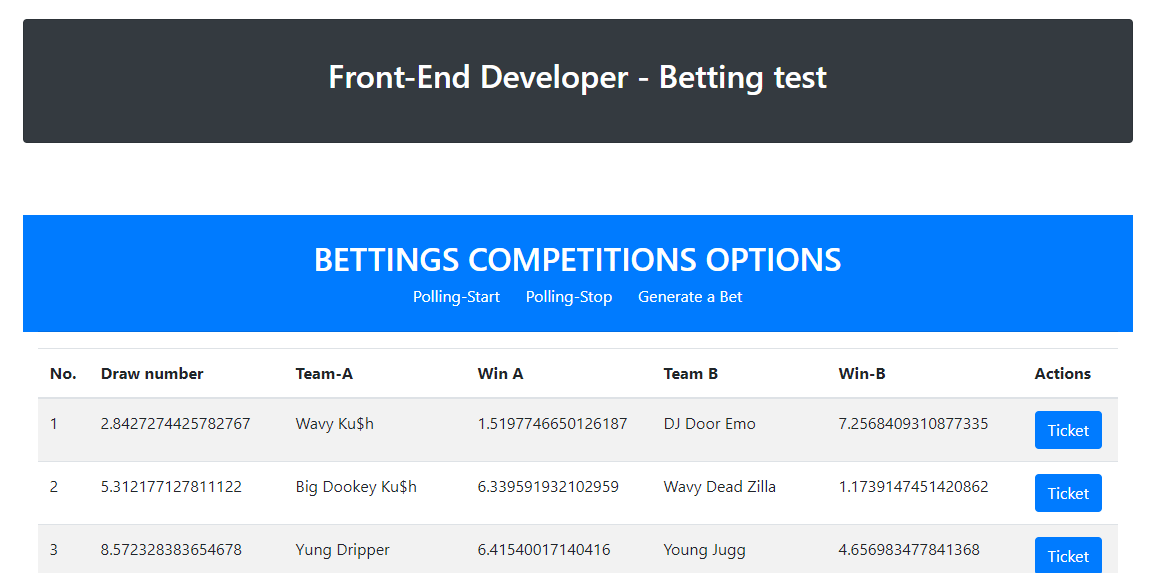 Front-End Developer - Betting test
BETTINGS COMPETITIONS OPTIONS
Polling-Start Polling-Stop Generate a Bet
No. Draw number Team-A Win A Team B Win-B Actions
1 2.8427274425782767 Wavy Ku$h 1.5197746650126187 DJ Door Emo 7.2568409310877335 Ticket
2 5.312177127811122 Big Dookey Ku$h 6.339591932102959 Wavy Dead Zilla 1.1739147451420862 Ticket
3 8.572328383654678 Yung Dripper 6.41540017140416 Young Jugg 4.656983477841368 Ticket